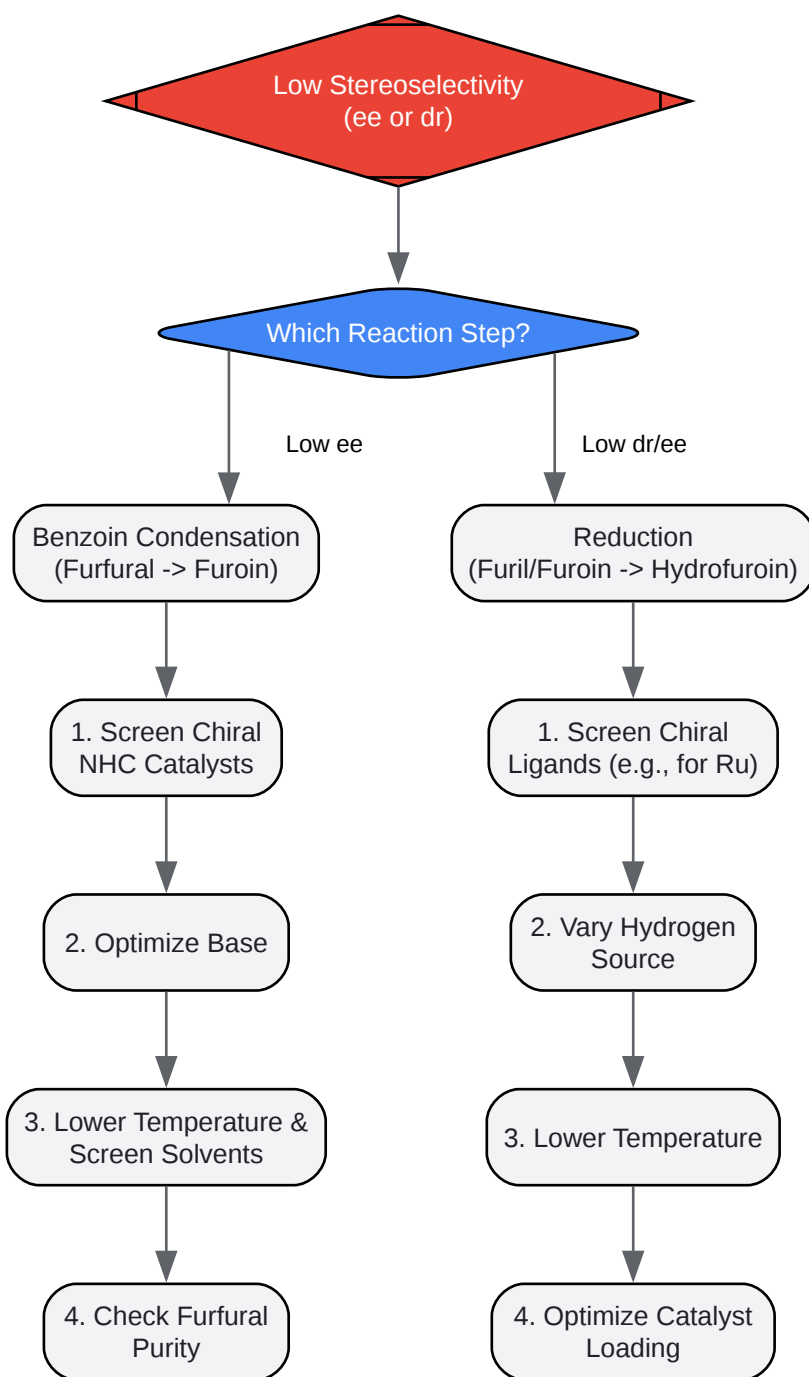 Low Stereoselectivity
(ee or dr)
Which Reaction Step?
Low ee
Low dr/ee
Benzoin Condensation
(Furfural -> Furoin)
Reduction
(Furil/Furoin -> Hydrofuroin)
1. Screen Chiral
NHC Catalysts
1. Screen Chiral
Ligands (e.g., for Ru)
2. Optimize Base
2. Vary Hydrogen
Source
3. Lower Temperature &
Screen Solvents
3. Lower Temperature
4. Check Furfural
Purity
4. Optimize Catalyst
Loading